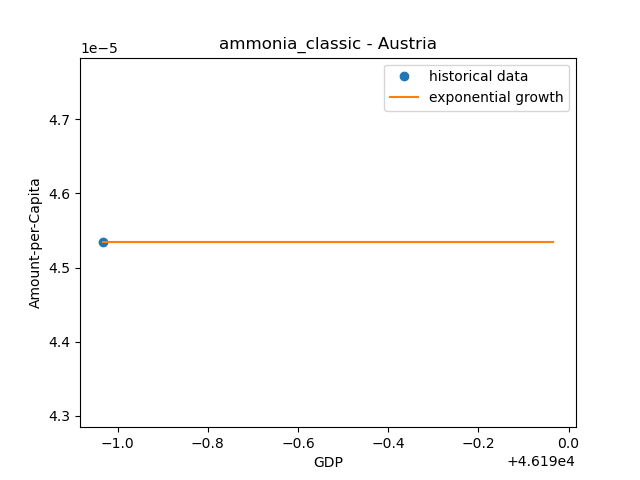 ammonia_classic - Austria
1e−5
historical data
exponential growth
4.7
4.6
4.5
4.4
4.3
Amount-per-Capita
−1.0 −0.8 −0.6 −0.4 −0.2 0.0
GDP
+4.619e4